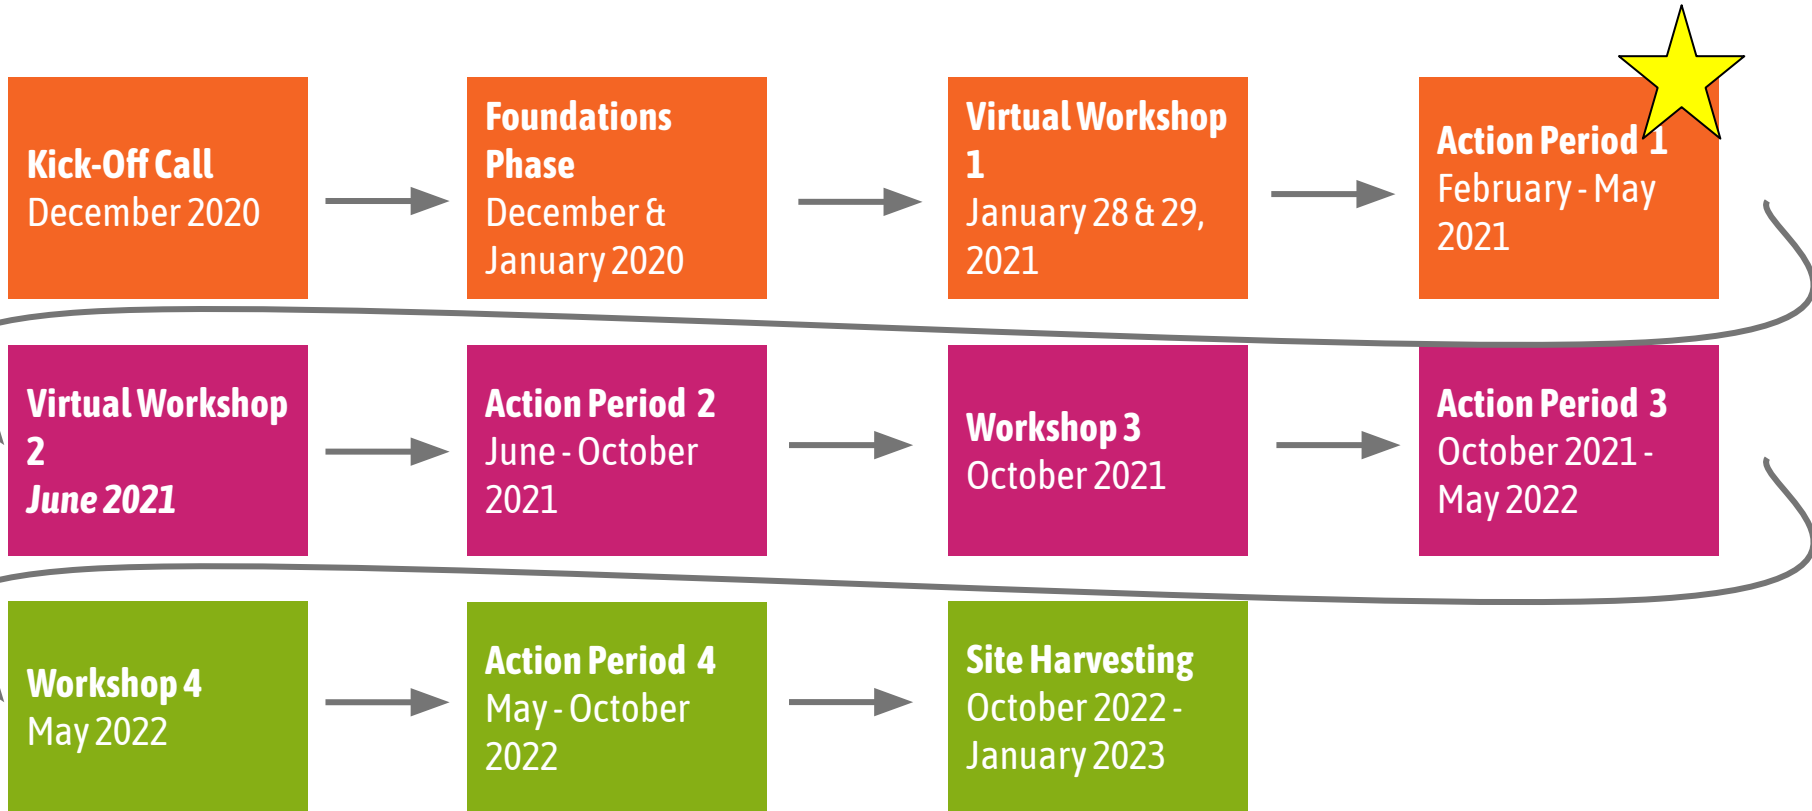 Kick-Off Call
December 2020
Foundations
Phase
December &
January 2020
Virtual Workshop
1
January 28 & 29,
2021
Action Period 1
February - May
2021
Virtual Workshop
2
June 2021
Action Period 2
June - October
2021
Workshop 3
October 2021
Action Period 3
October 2021 -
May 2022
Workshop 4
May 2022
Action Period 4
May - October
2022
Site Harvesting
October 2022 -
January 2023